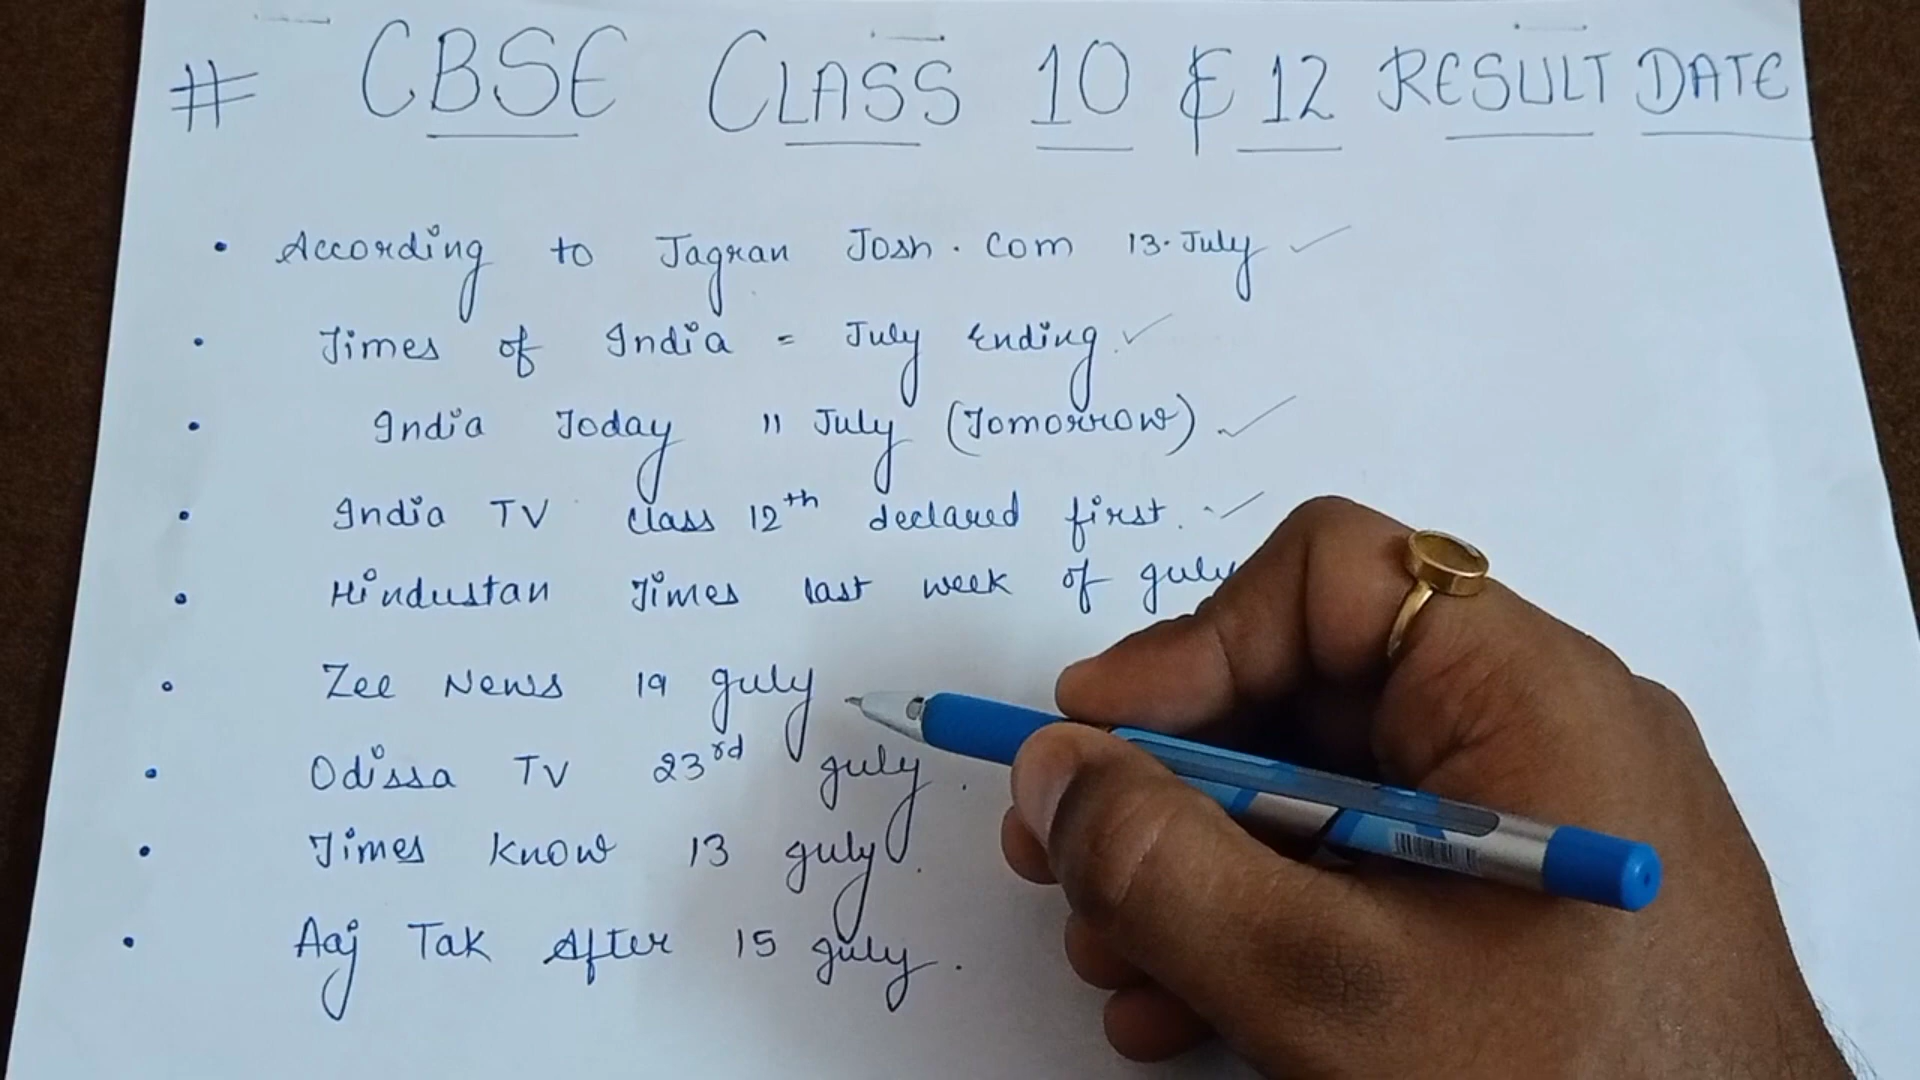 # CBSE CLASS 10 & 12 RESULT DATE
• According to Jagran Josh.com 13-July ✓
• Times of India = July Ending. ✓
• India Today 11 July (Tomorrow) ✓
• India TV class 12th declared first. ✓
• Hindustan Times last week of july
• Zee News 19 july
• Odissa TV 23rd july.
• Times know 13 july.
• Aaj Tak After 15 july.